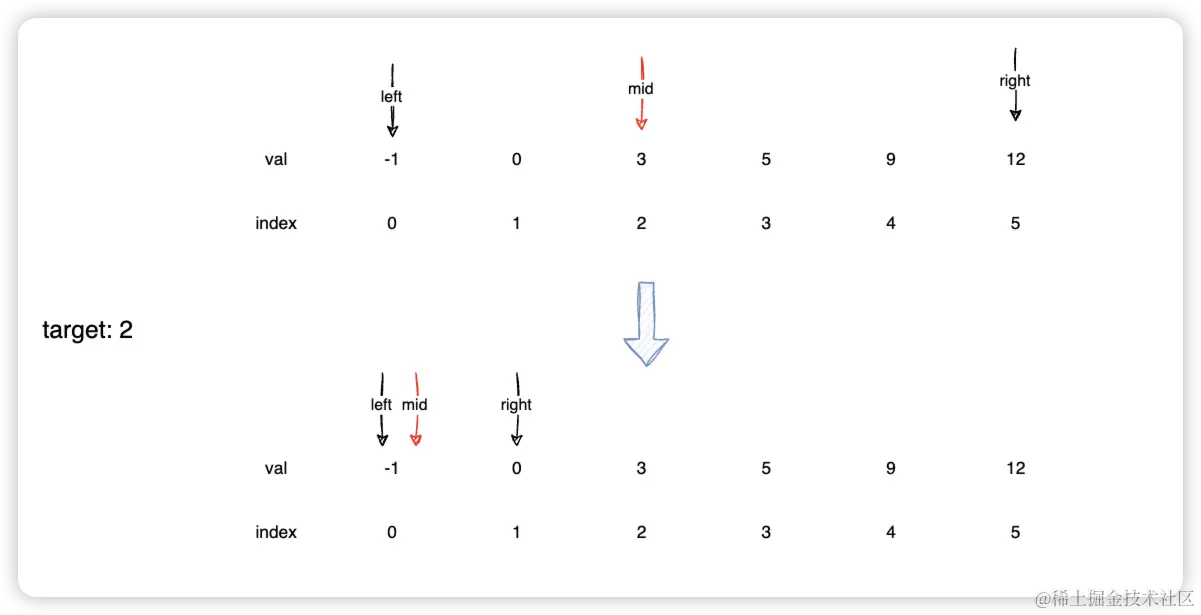 left mid right
val -1 0 3 5 9 12
index 0 1 2 3 4 5
target: 2
left mid right
val -1 0 3 5 9 12
index 0 1 2 3 4 5
@稀土掘金技术社区